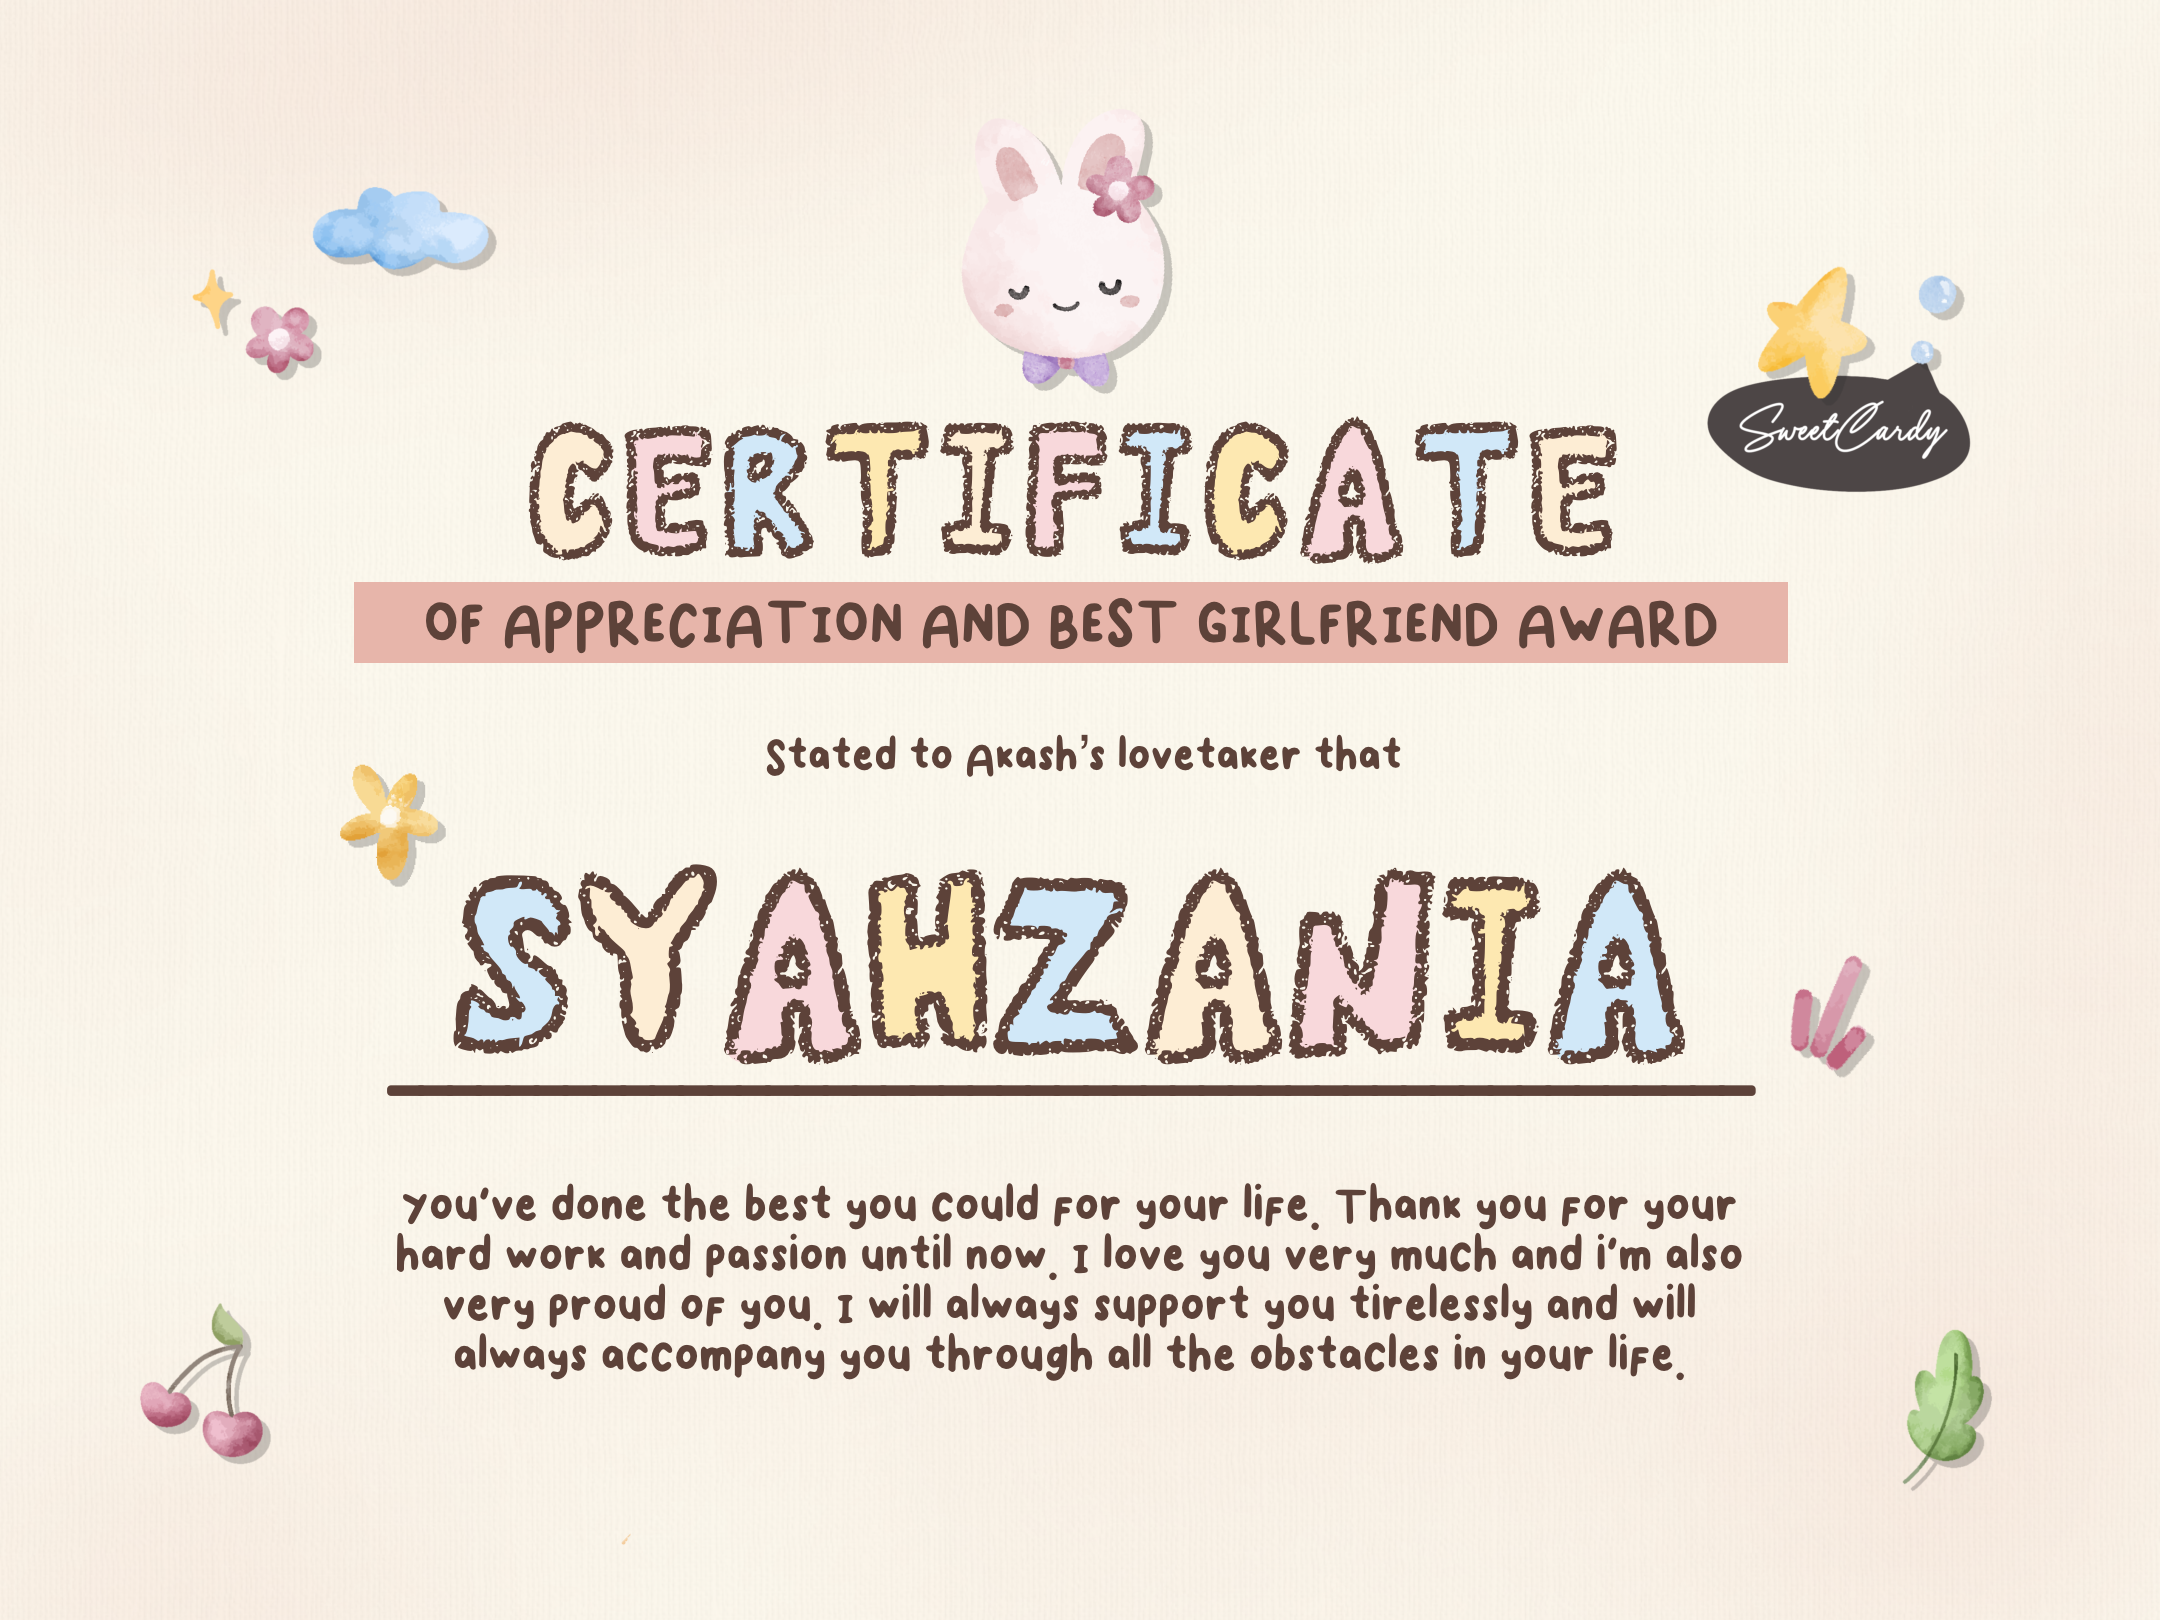 SweetCardy
CERTIFICATE
OF APPRECIATION AND BEST GIRLFRIEND AWARD
Stated to Akash's lovetaker that
SYAHZANIA
You've done the best you could for your life. Thank you for your
hard work and passion until now. I love you very much and i'm also
very proud of you. I will always support you tirelessly and will
always accompany you through all the obstacles in your life.